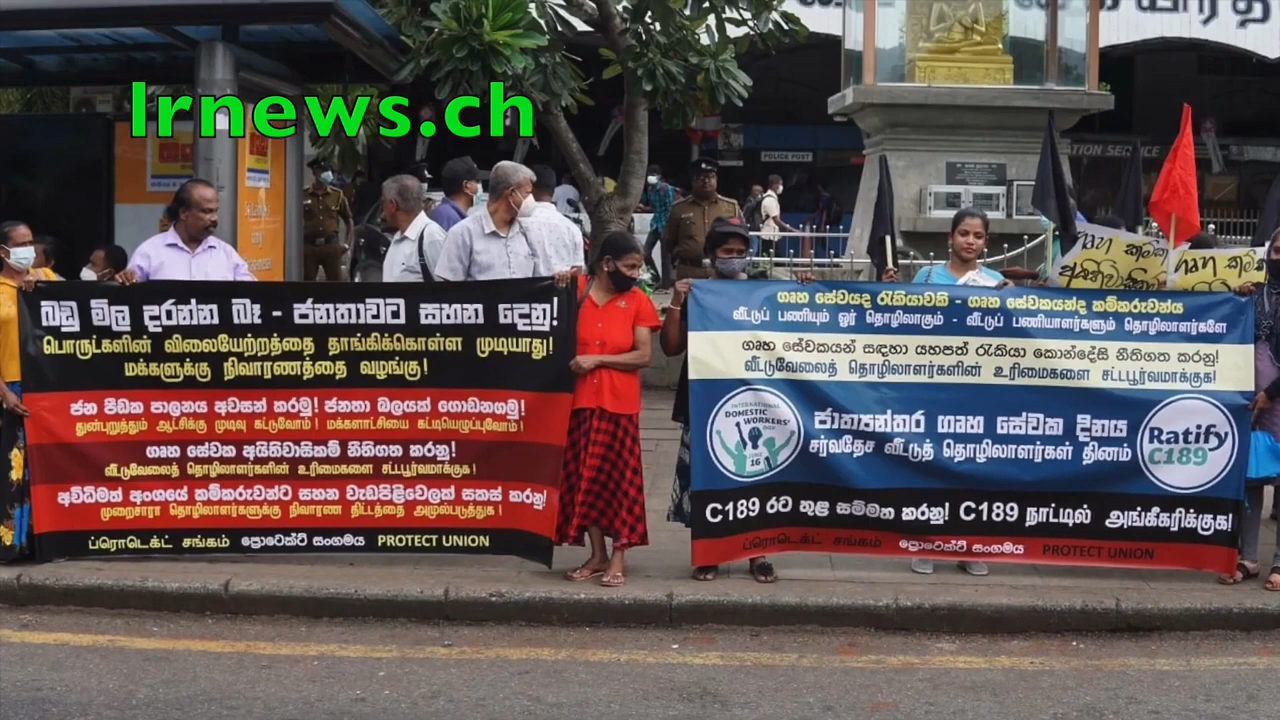 lrnews.ch
POLICE POST
බඩු මිල දරන්න බෑ - ජනතාවට සහන දෙනු!
பொருட்களின் விலையேற்றத்தை தாங்கிக்கொள்ள முடியாது!
மக்களுக்கு நிவாரணத்தை வழங்கு!
ජන පීඩක පාලනය අවසන් කරමු! ජනතා බලයක් ගොඩනගමු!
துன்புறுத்தும் ஆட்சிக்கு முடிவு கட்டுவோம்! மக்களாட்சியை கட்டியெழுப்புவோம்!
ගෘහ සේවක අයිතිවාසිකම් නීතිගත කරනු!
வீட்டுவேலைத் தொழிலாளர்களின் உரிமைகளை சட்டபூர்வமாக்குக!
අවිධිමත් අංශයේ කම්කරුවන්ට සහන වැඩපිළිවෙලක් සකස් කරනු!
முறைசாரா தொழிலாளர்களுக்கு நிவாரண திட்டத்தை அமுல்படுத்துக!
ப்ரொடெக்ட் சங்கம் ප්‍රොටෙක්ට් සංගමය PROTECT UNION
ගෘහ සේවයද රැකියාවකි - ගෘහ සේවකයන්ද කම්කරුවන්ය
வீட்டுப் பணியும் ஓர் தொழிலாகும் - வீட்டுப் பணியாளர்களும் தொழிலாளர்களே
ගෘහ සේවකයන් සඳහා යහපත් රැකියා කොන්දේසි නීතිගත කරනු!
வீட்டுவேலைத் தொழிலாளர்களின் உரிமைகளை சட்டபூர்வமாக்குக!
INTERNATIONAL
DOMESTIC
WORKERS'
DAY
JUNE
16
ජාත්‍යන්තර ගෘහ සේවක දිනය
சர்வதேச வீட்டுத் தொழிலாளர்கள் தினம்
Ratify
C189
C189 රට තුළ සම්මත කරනු! C189 நாட்டில் அங்கீகரிக்குக!
ப்ரொடெக்ட் சங்கம் ප්‍රොටෙක්ට් සංගමය PROTECT UNION